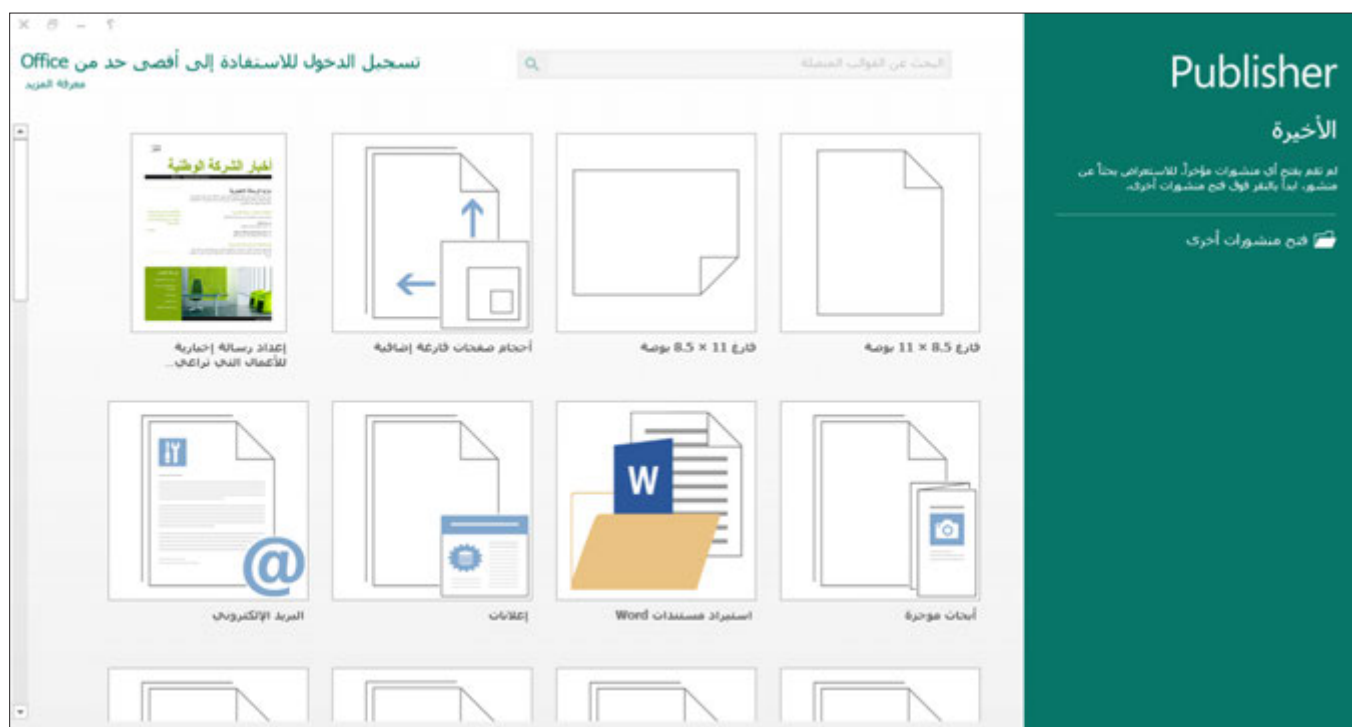 Publisher
الأخيرة
لم تقم بفتح أي منشورات مؤخراً. للاستعراض بحثاً عن
منشور، ابدأ بالنقر فوق فتح منشورات أخرى.
فتح منشورات أخرى
تسجيل الدخول للاستفادة إلى أقصى حد من Office
معرفة المزيد
البحث عن القوالب المتصلة
فارغ 8.5 × 11 بوصة
فارغ 11 × 8.5 بوصة
أحجام صفحات فارغة إضافية
أخبار الشركة الوطنية
إعداد رسالة إخبارية
للأعمال التي تراعي...
أبحاث موجزة
استيراد مستندات Word
W
إعلانات
@
البريد الإلكتروني